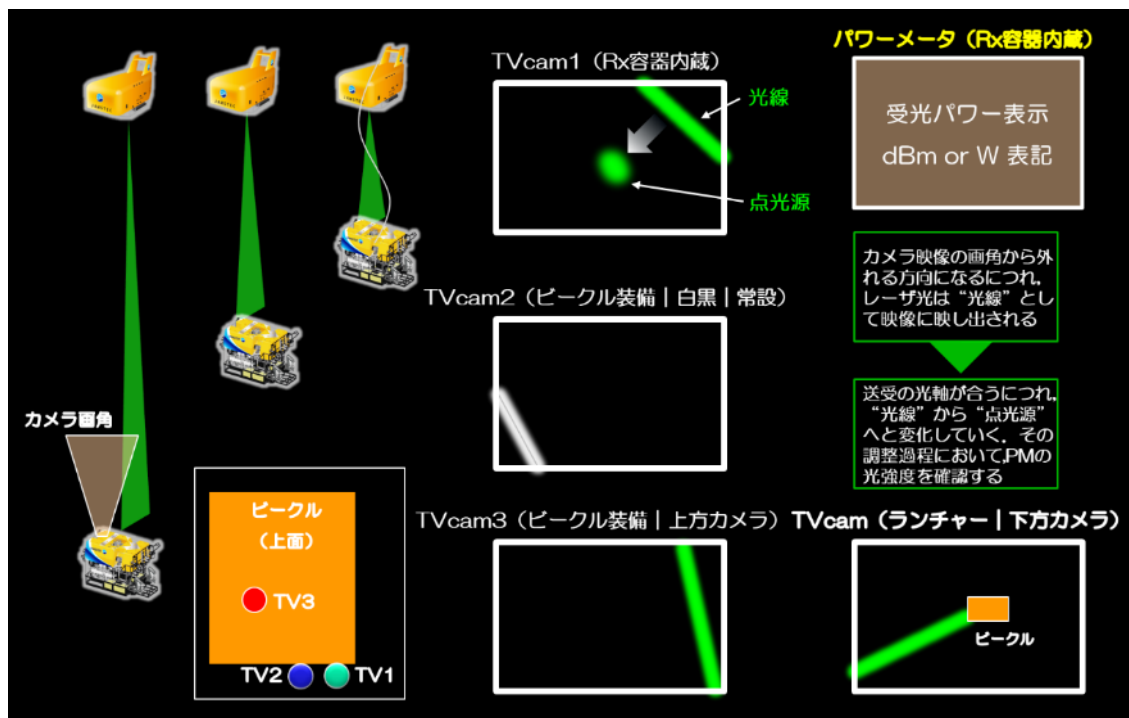 パワーメータ（Rx容器内蔵）
TVcam1（Rx容器内蔵）
光線
点光源
受光パワー表示
dBm or W 表記
カメラ映像の画角から外
れる方向になるにつれ，
レーザ光は“光線”とし
て映像に映し出される
TVcam2（ビークル装備｜白黒｜常設）
送受の光軸が合うにつれ，
“光線”から“点光源”
へと変化していく．その
調整過程において,PMの
光強度を確認する
カメラ画角
ビークル
（上面）
TV3
TV2
TV1
TVcam3（ビークル装備｜上方カメラ）
TVcam（ランチャー｜下方カメラ）
ビークル